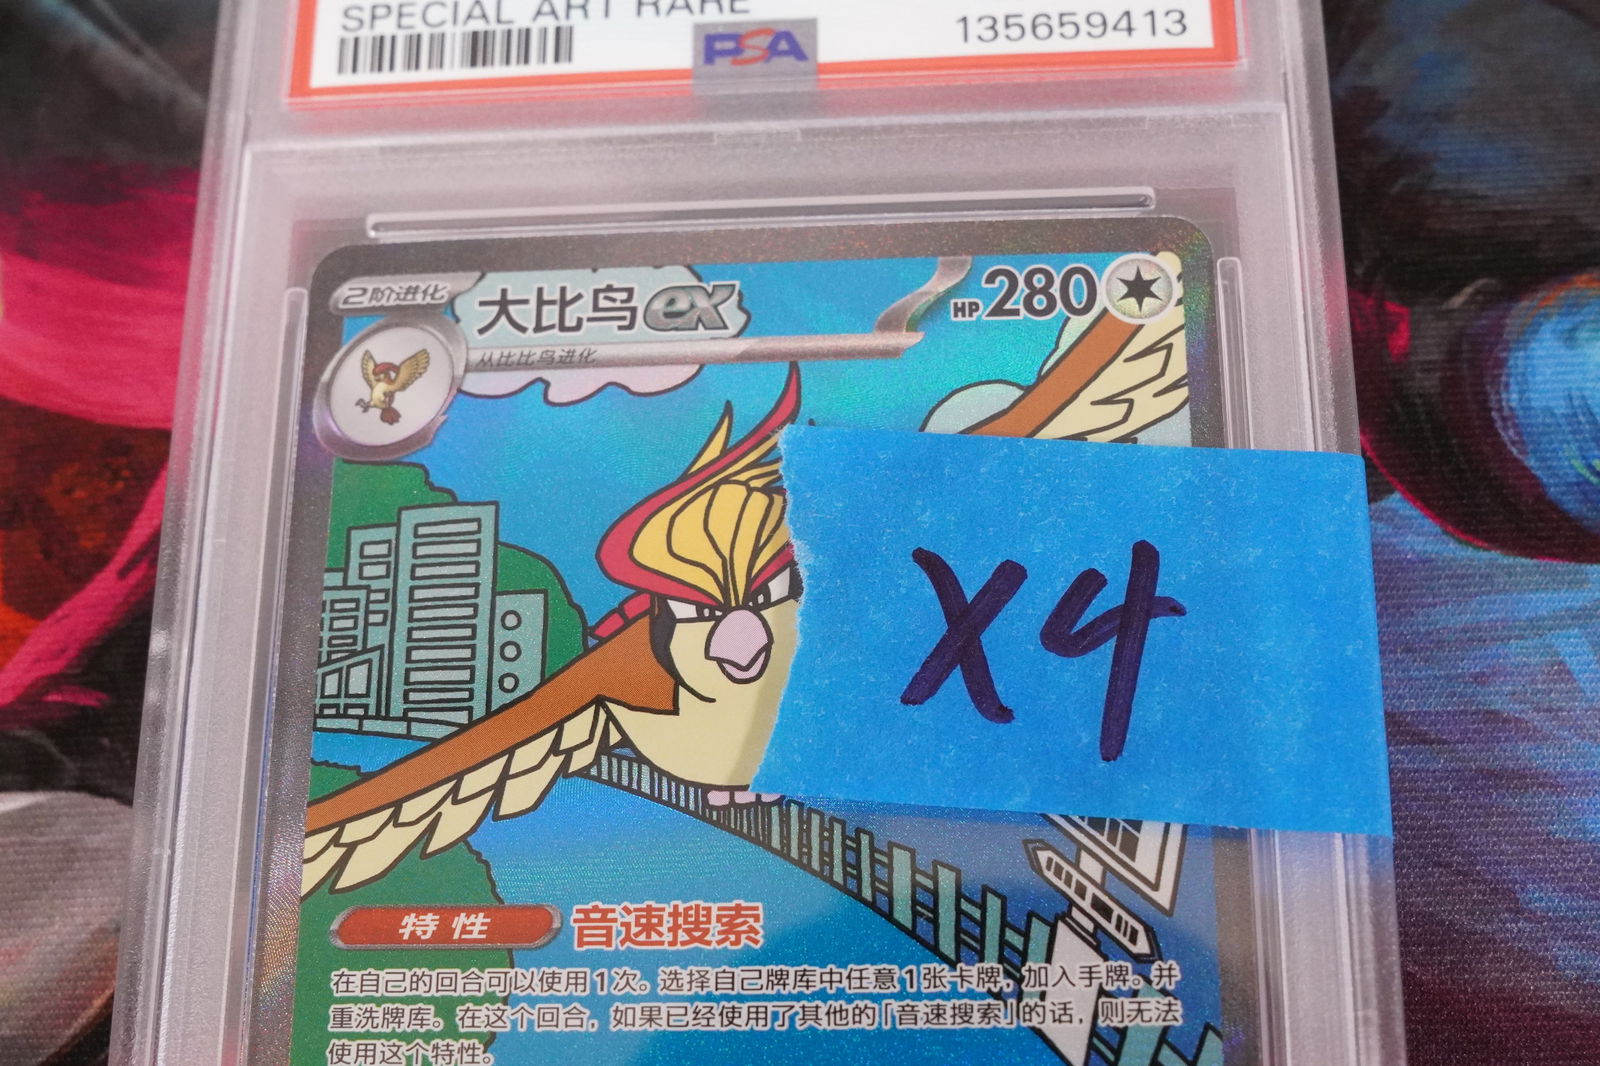 SPECIAL ART RARE
135659413
PSA
2阶进化
大比鸟ex
HP280
从比比鸟进化
X4
特性 音速搜索
在自己的回合可以使用1次。选择自己牌库中任意1张卡牌，加入手牌。并
重洗牌库。在这个回合，如果已经使用了其他的「音速搜索」的话，则无法
使用这个特性。